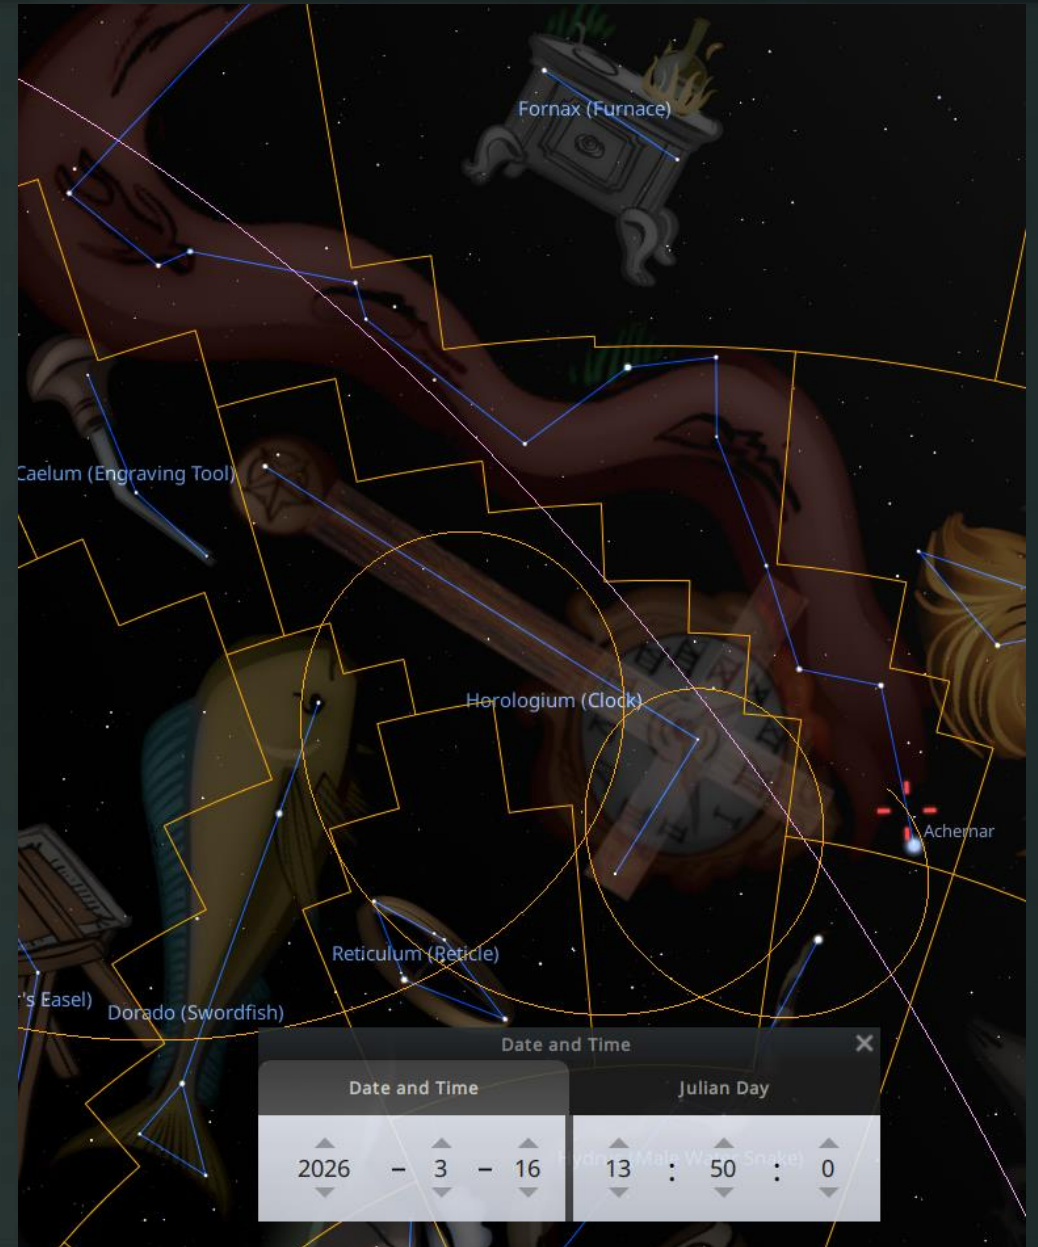 Fornax (Furnace)
Caelum (Engraving Tool)
Horologium (Clock)
Achernar
Reticulum (Reticle)
's Easel)
Dorado (Swordfish)
Date and Time
Date and Time
Julian Day
2026 – 3 – 16 13 : 50 : 0
Hydrus (Male Water Snake)